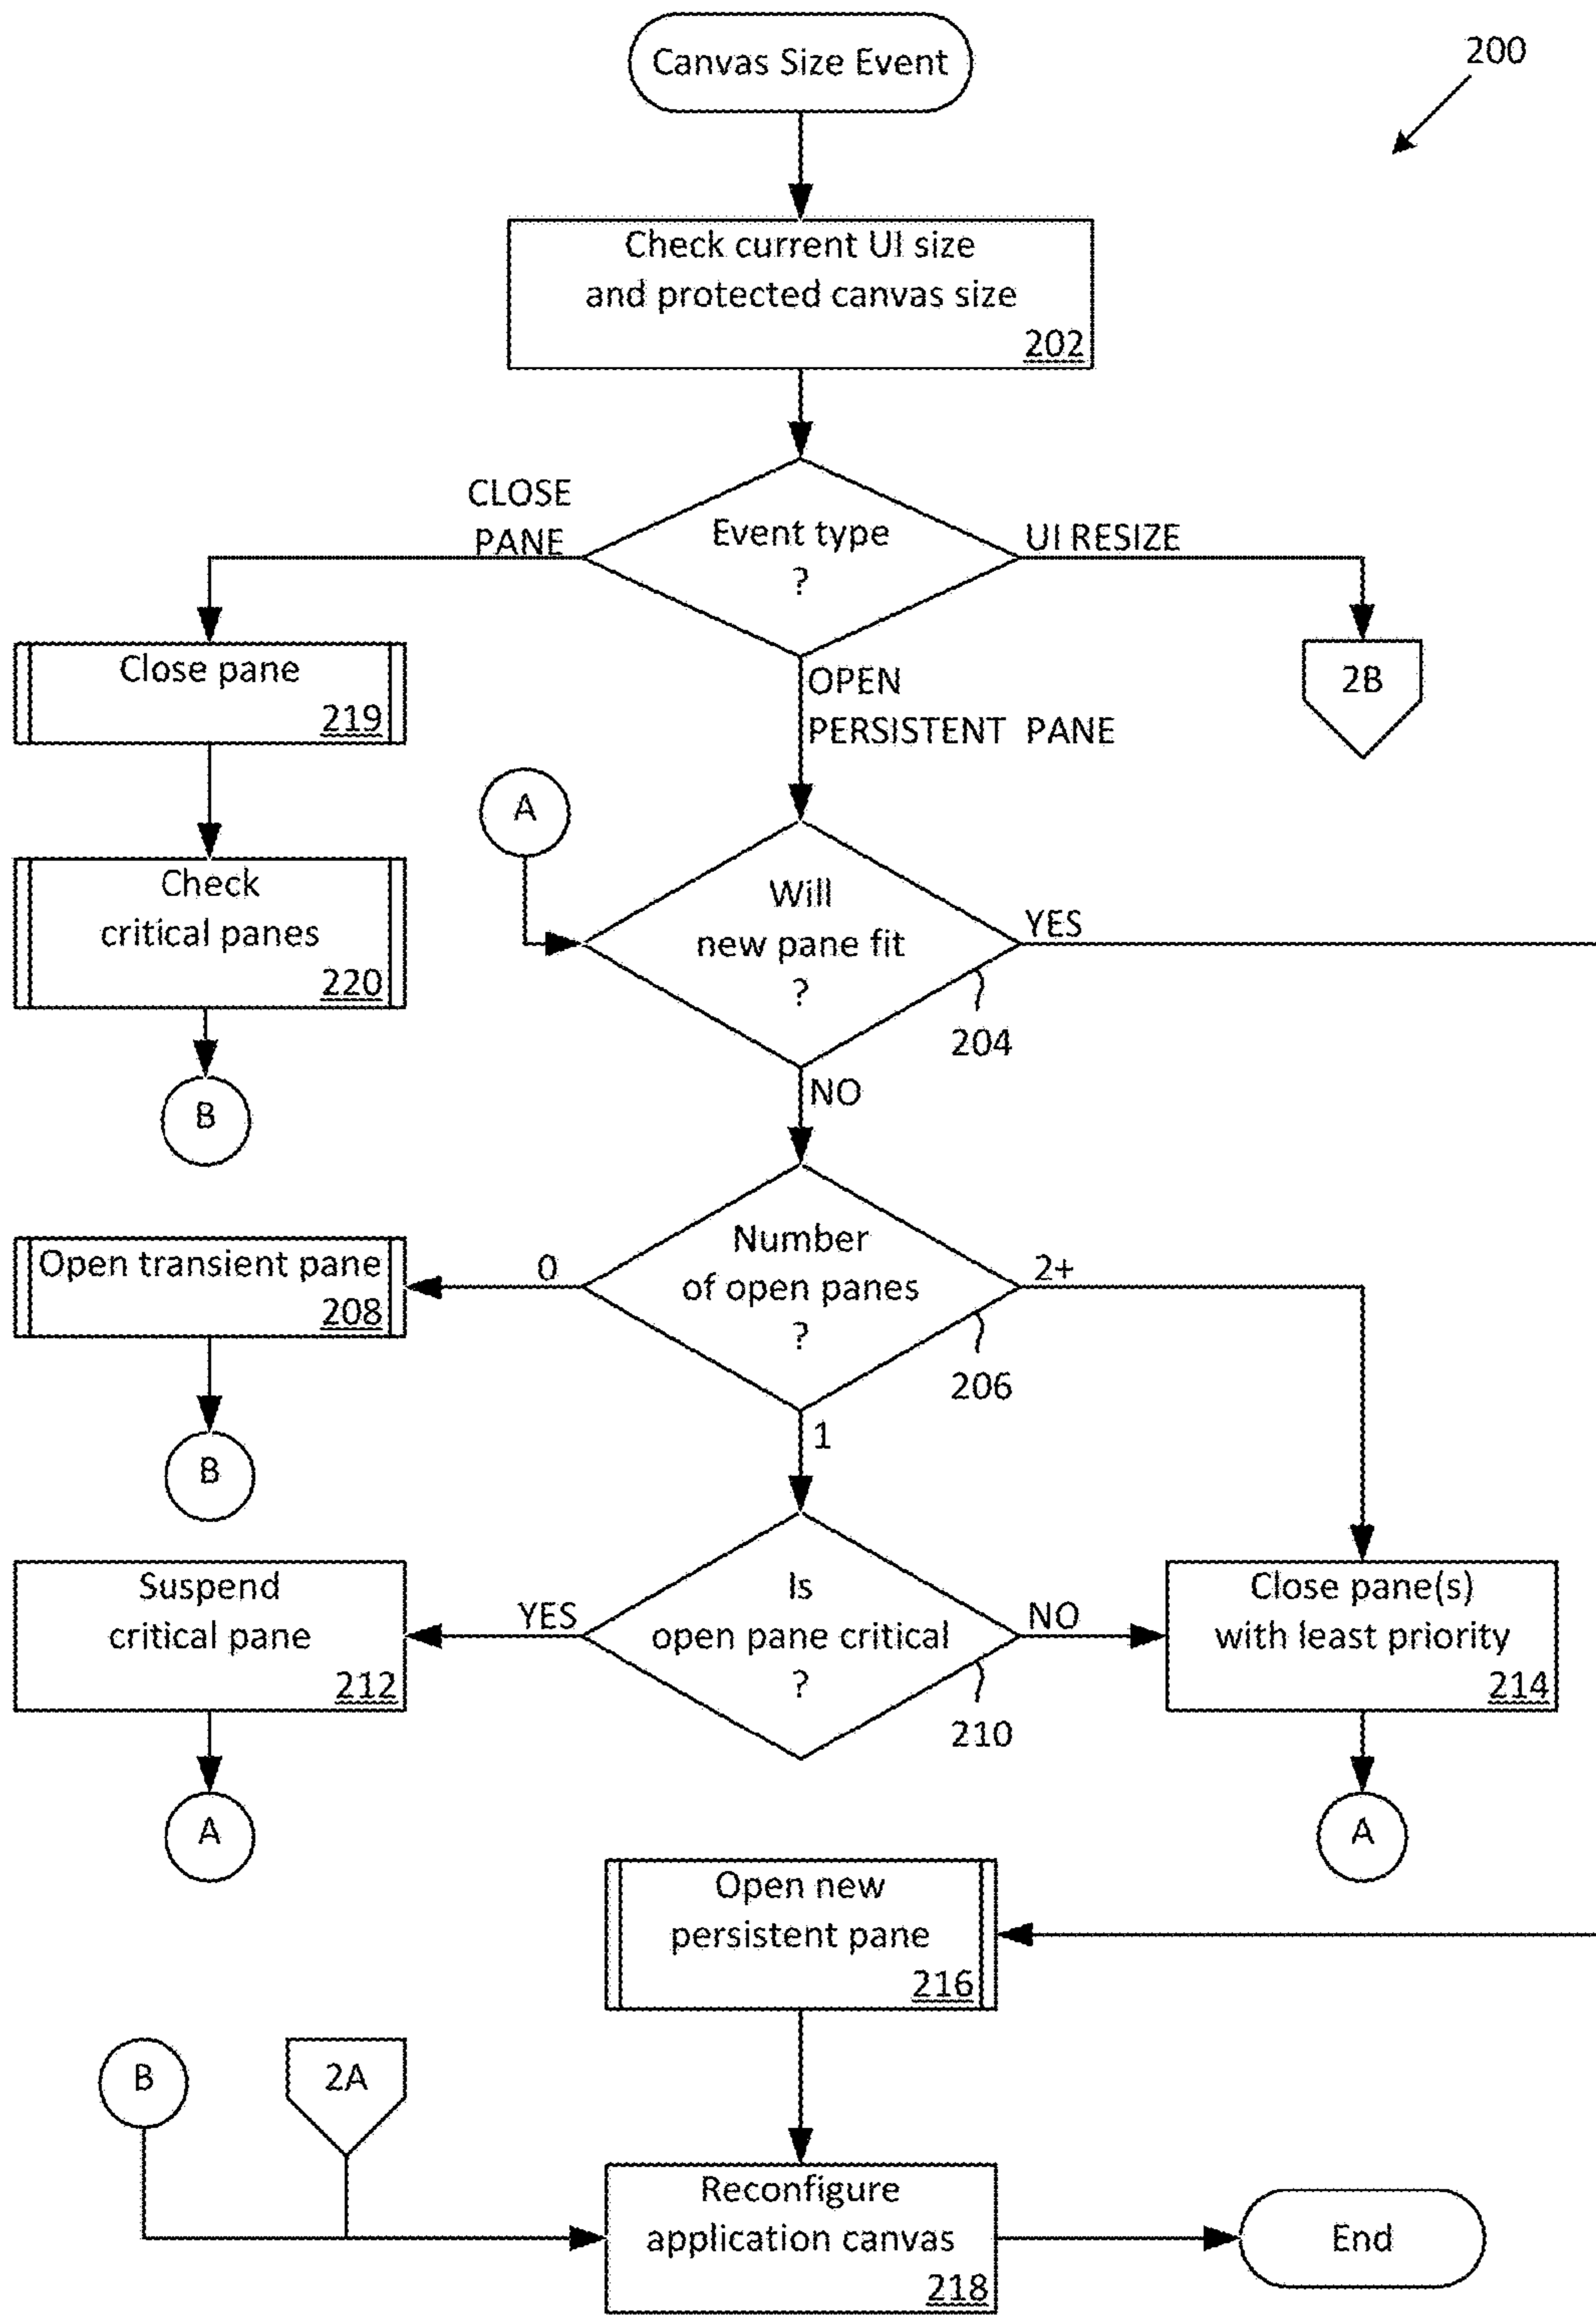 Canvas Size Event
200
Check current UI size
and protected canvas size
202
CLOSE
PANE
Event type
?
UI RESIZE
OPEN
PERSISTENT PANE
Close pane
219
2B
A
Check
critical panes
220
Will
new pane fit
?
YES
204
NO
B
Open transient pane
208
0
Number
of open panes
?
2+
206
1
B
Suspend
critical pane
212
YES
Is
open pane critical
?
NO
210
Close pane(s)
with least priority
214
A
A
Open new
persistent pane
216
B
2A
Reconfigure
application canvas
218
End